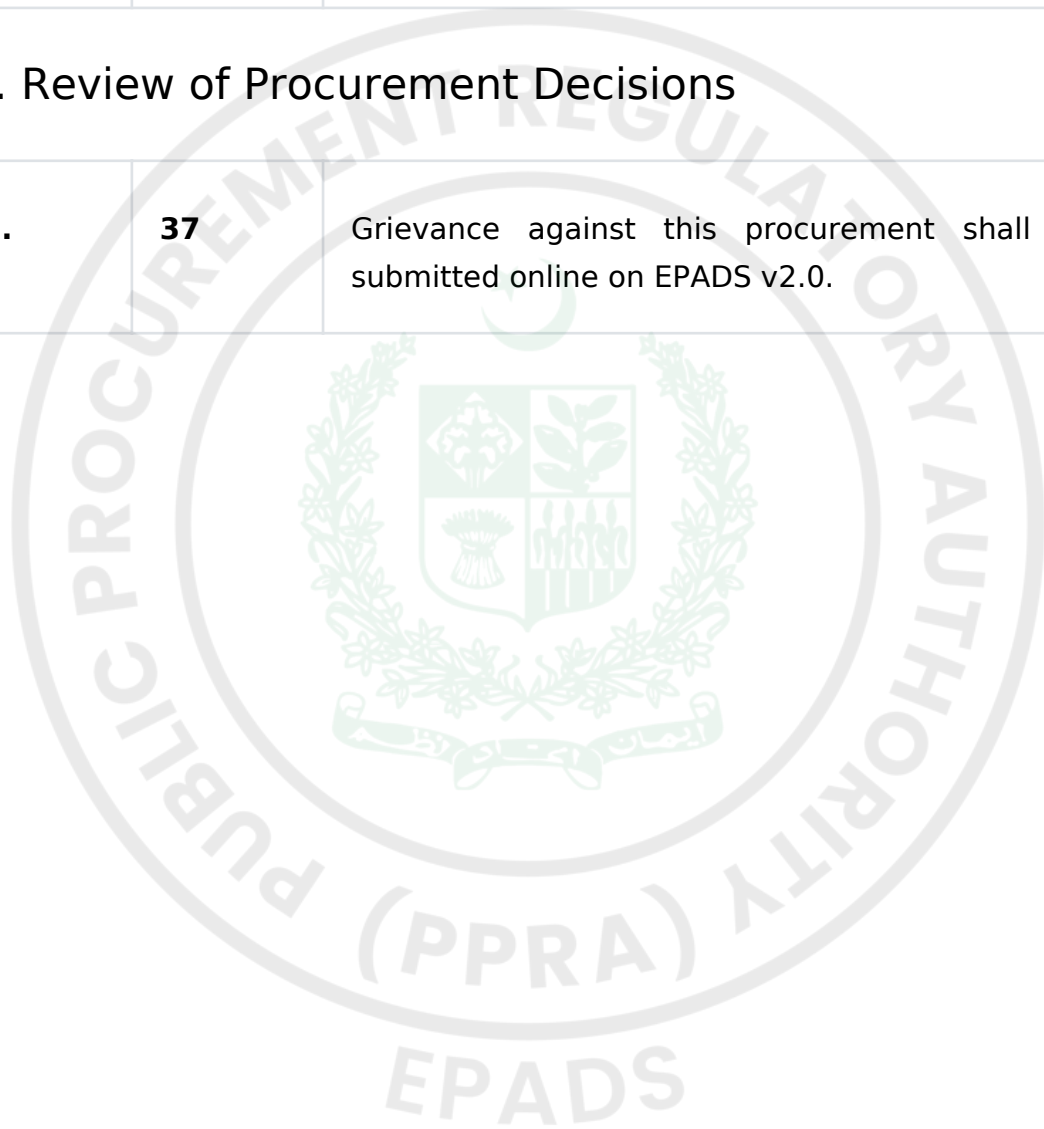 . Review of Procurement Decisions
. 37 Grievance against this procurement shall
submitted online on EPADS v2.0.
PUBLIC PROCUREMENT REGULATORY AUTHORITY
(PPRA)
EPADS